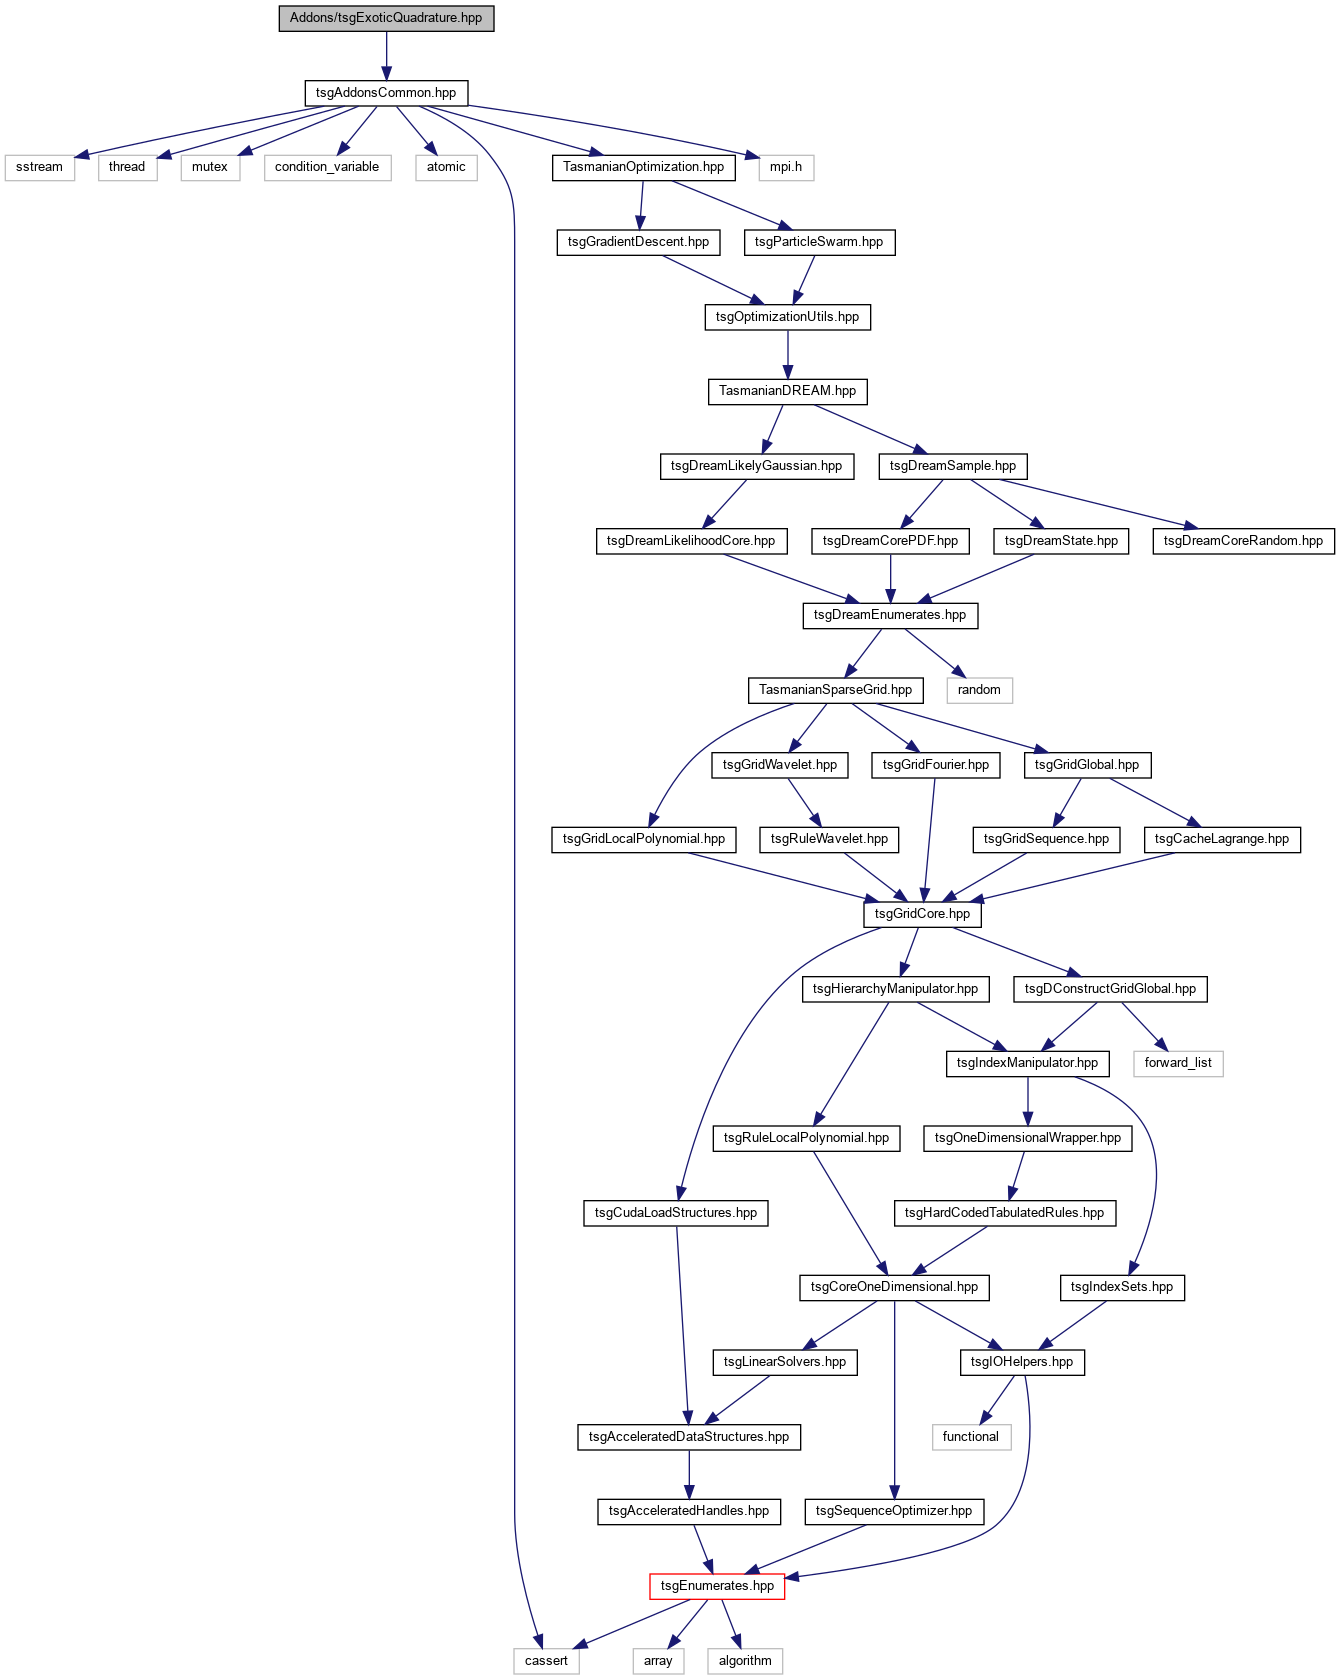 Addons/tsgExoticQuadrature.hpp
tsgAddonsCommon.hpp
sstream
thread
mutex
condition_variable
atomic
TasmanianOptimization.hpp
mpi.h
tsgGradientDescent.hpp
tsgParticleSwarm.hpp
tsgOptimizationUtils.hpp
TasmanianDREAM.hpp
tsgDreamLikelyGaussian.hpp
tsgDreamSample.hpp
tsgDreamLikelihoodCore.hpp
tsgDreamCorePDF.hpp
tsgDreamState.hpp
tsgDreamCoreRandom.hpp
tsgDreamEnumerates.hpp
TasmanianSparseGrid.hpp
random
tsgGridWavelet.hpp
tsgGridFourier.hpp
tsgGridGlobal.hpp
tsgGridLocalPolynomial.hpp
tsgRuleWavelet.hpp
tsgGridSequence.hpp
tsgCacheLagrange.hpp
tsgGridCore.hpp
tsgHierarchyManipulator.hpp
tsgDConstructGridGlobal.hpp
tsgIndexManipulator.hpp
forward_list
tsgRuleLocalPolynomial.hpp
tsgOneDimensionalWrapper.hpp
tsgCudaLoadStructures.hpp
tsgHardCodedTabulatedRules.hpp
tsgCoreOneDimensional.hpp
tsgIndexSets.hpp
tsgLinearSolvers.hpp
tsgIOHelpers.hpp
tsgAcceleratedDataStructures.hpp
functional
tsgAcceleratedHandles.hpp
tsgSequenceOptimizer.hpp
tsgEnumerates.hpp
cassert
array
algorithm